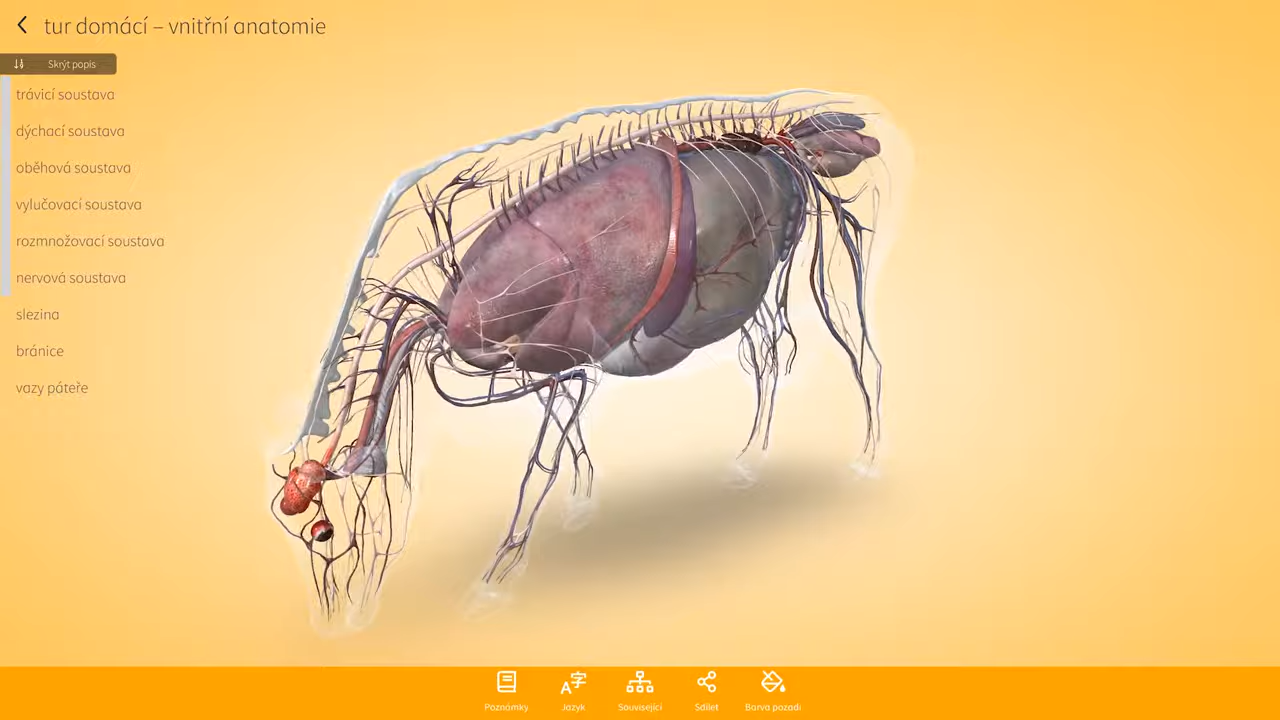 tur domácí – vnitřní anatomie
Skrýt popis
trávicí soustava
dýchací soustava
oběhová soustava
vylučovací soustava
rozmnožovací soustava
nervová soustava
slezina
bránice
vazy páteře
Poznámky
Jazyk
Související
Sdílet
Barva pozadí